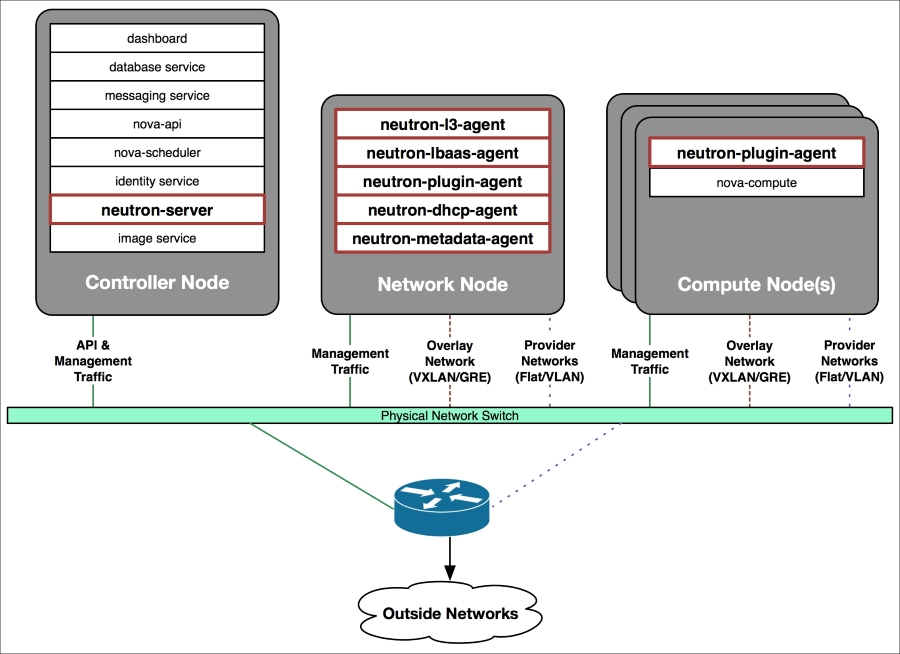 dashboard
database service
messaging service
nova-api
nova-scheduler
identity service
neutron-server
image service
Controller Node
neutron-l3-agent
neutron-lbaas-agent
neutron-plugin-agent
neutron-dhcp-agent
neutron-metadata-agent
Network Node
neutron-plugin-agent
nova-compute
Compute Node(s)
API &
Management
Traffic
Management
Traffic
Overlay
Network
(VXLAN/GRE)
Provider
Networks
(Flat/VLAN)
Management
Traffic
Overlay
Network
(VXLAN/GRE)
Provider
Networks
(Flat/VLAN)
Physical Network Switch
Outside Networks